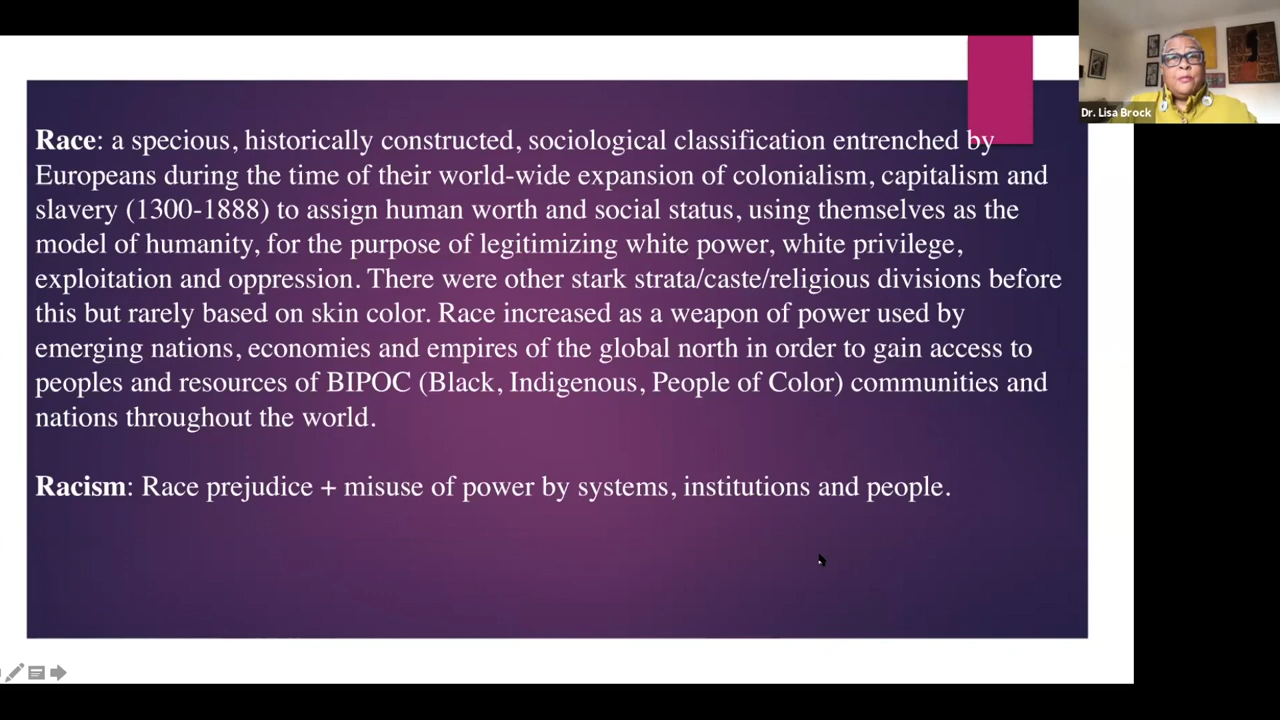 Race: a specious, historically constructed, sociological classification entrenched by
Europeans during the time of their world-wide expansion of colonialism, capitalism and
slavery (1300-1888) to assign human worth and social status, using themselves as the
model of humanity, for the purpose of legitimizing white power, white privilege,
exploitation and oppression. There were other stark strata/caste/religious divisions before
this but rarely based on skin color. Race increased as a weapon of power used by
emerging nations, economies and empires of the global north in order to gain access to
peoples and resources of BIPOC (Black, Indigenous, People of Color) communities and
nations throughout the world.
Racism: Race prejudice + misuse of power by systems, institutions and people.
Dr. Lisa Brock